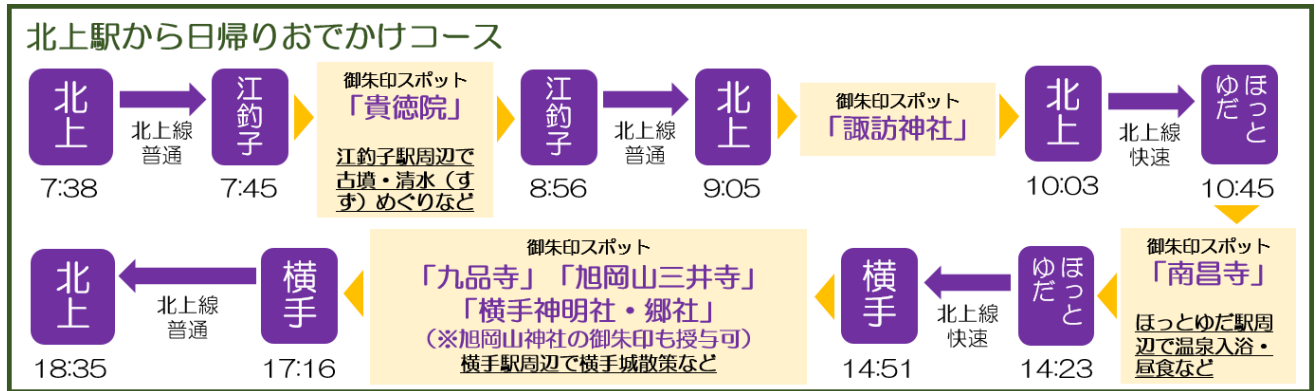 北上駅から日帰りおでかけコース
北上
7:38
北上線
普通
江釣子
7:45
御朱印スポット
「貴徳院」
江釣子駅周辺で
古墳・清水（す
ず）めぐりなど
江釣子
8:56
北上線
普通
北上
9:05
御朱印スポット
「諏訪神社」
北上
10:03
北上線
快速
ほっと
ゆだ
10:45
御朱印スポット
「南昌寺」
ほっとゆだ駅周
辺で温泉入浴・
昼食など
ほっと
ゆだ
14:23
北上線
快速
横手
14:51
御朱印スポット
「九品寺」「旭岡山三井寺」
「横手神明社・郷社」
（※旭岡山神社の御朱印も授与可）
横手駅周辺で横手城散策など
横手
17:16
北上線
普通
北上
18:35